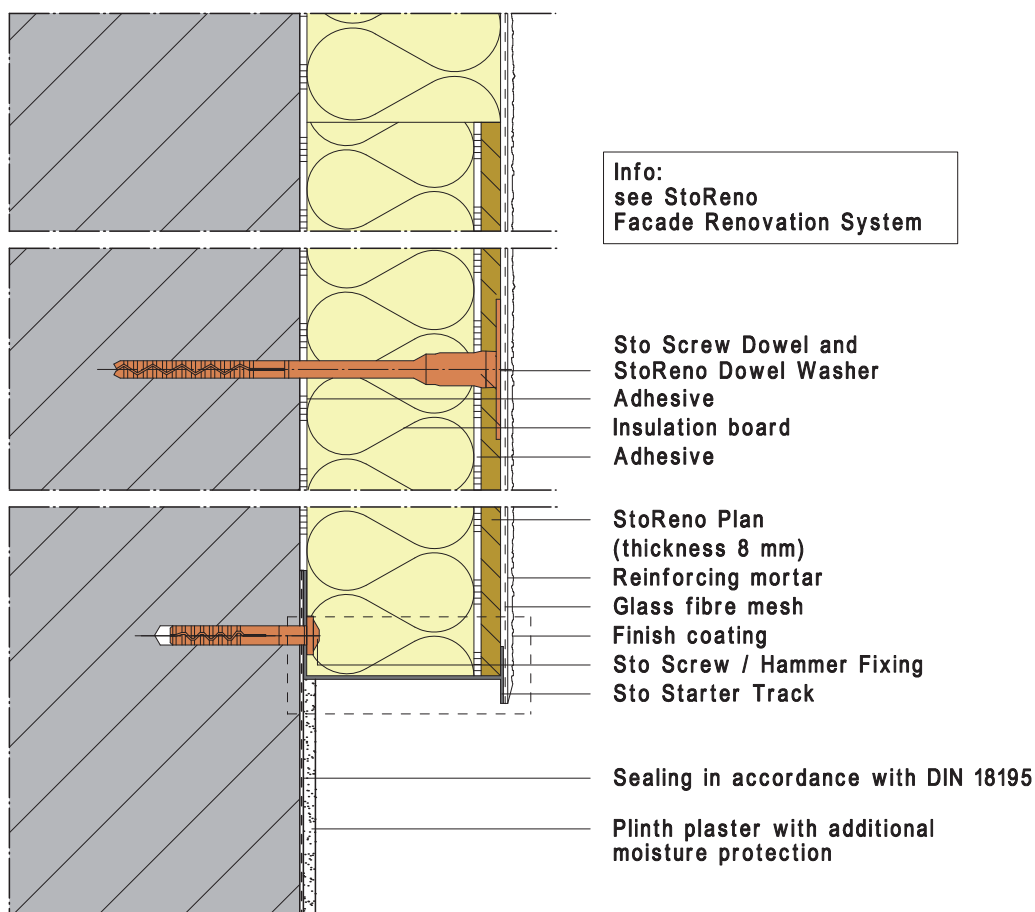 Info:
see StoReno
Facade Renovation System
Sto Screw Dowel and
StoReno Dowel Washer
Adhesive
Insulation board
Adhesive
StoReno Plan
(thickness 8 mm)
Reinforcing mortar
Glass fibre mesh
Finish coating
Sto Screw / Hammer Fixing
Sto Starter Track
Sealing in accordance with DIN 18195
Plinth plaster with additional
moisture protection